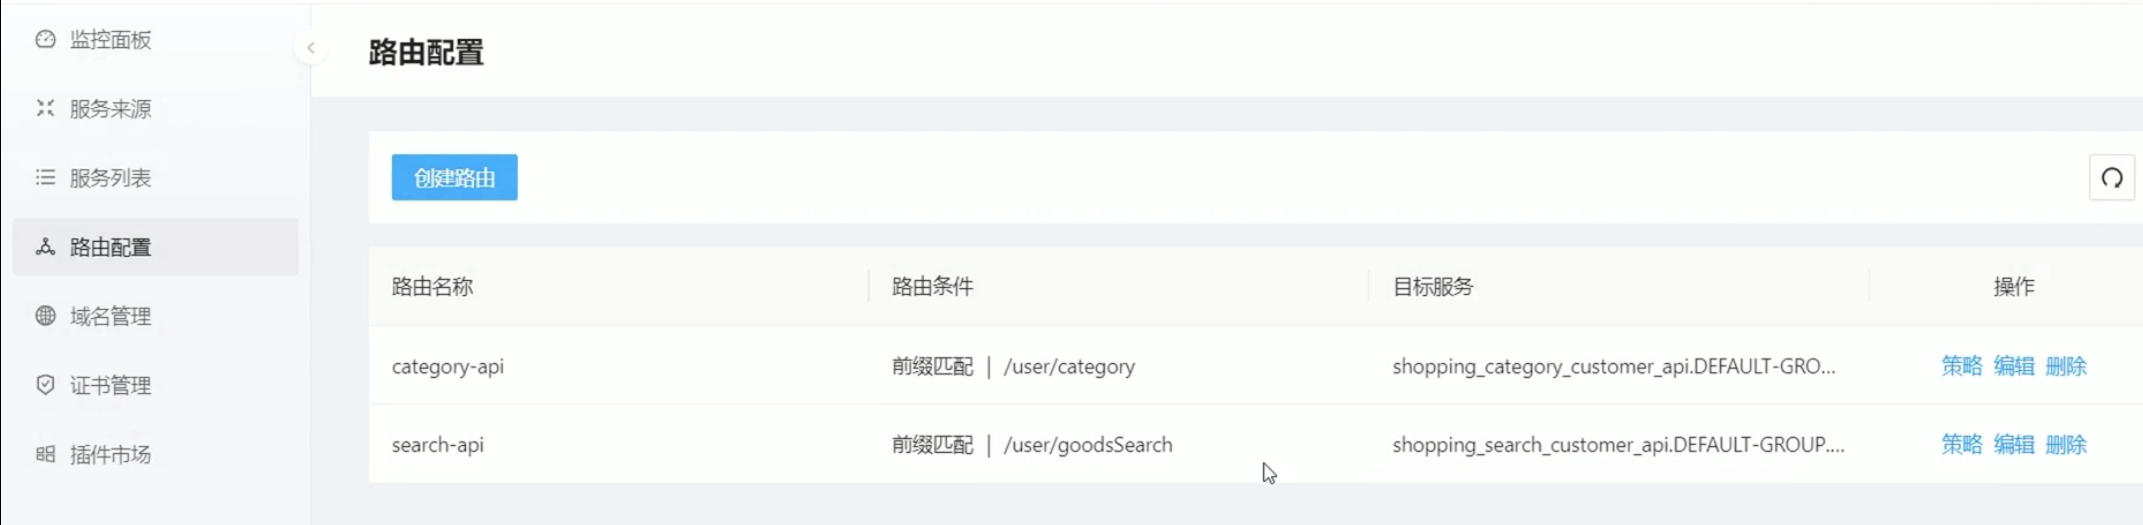 监控面板
服务来源
服务列表
路由配置
域名管理
证书管理
插件市场
路由配置
创建路由
路由名称 路由条件 目标服务 操作
category-api 前缀匹配 | /user/category shopping_category_customer_api.DEFAULT-GRO... 策略 编辑 删除
search-api 前缀匹配 | /user/goodsSearch shopping_search_customer_api.DEFAULT-GROUP.... 策略 编辑 删除